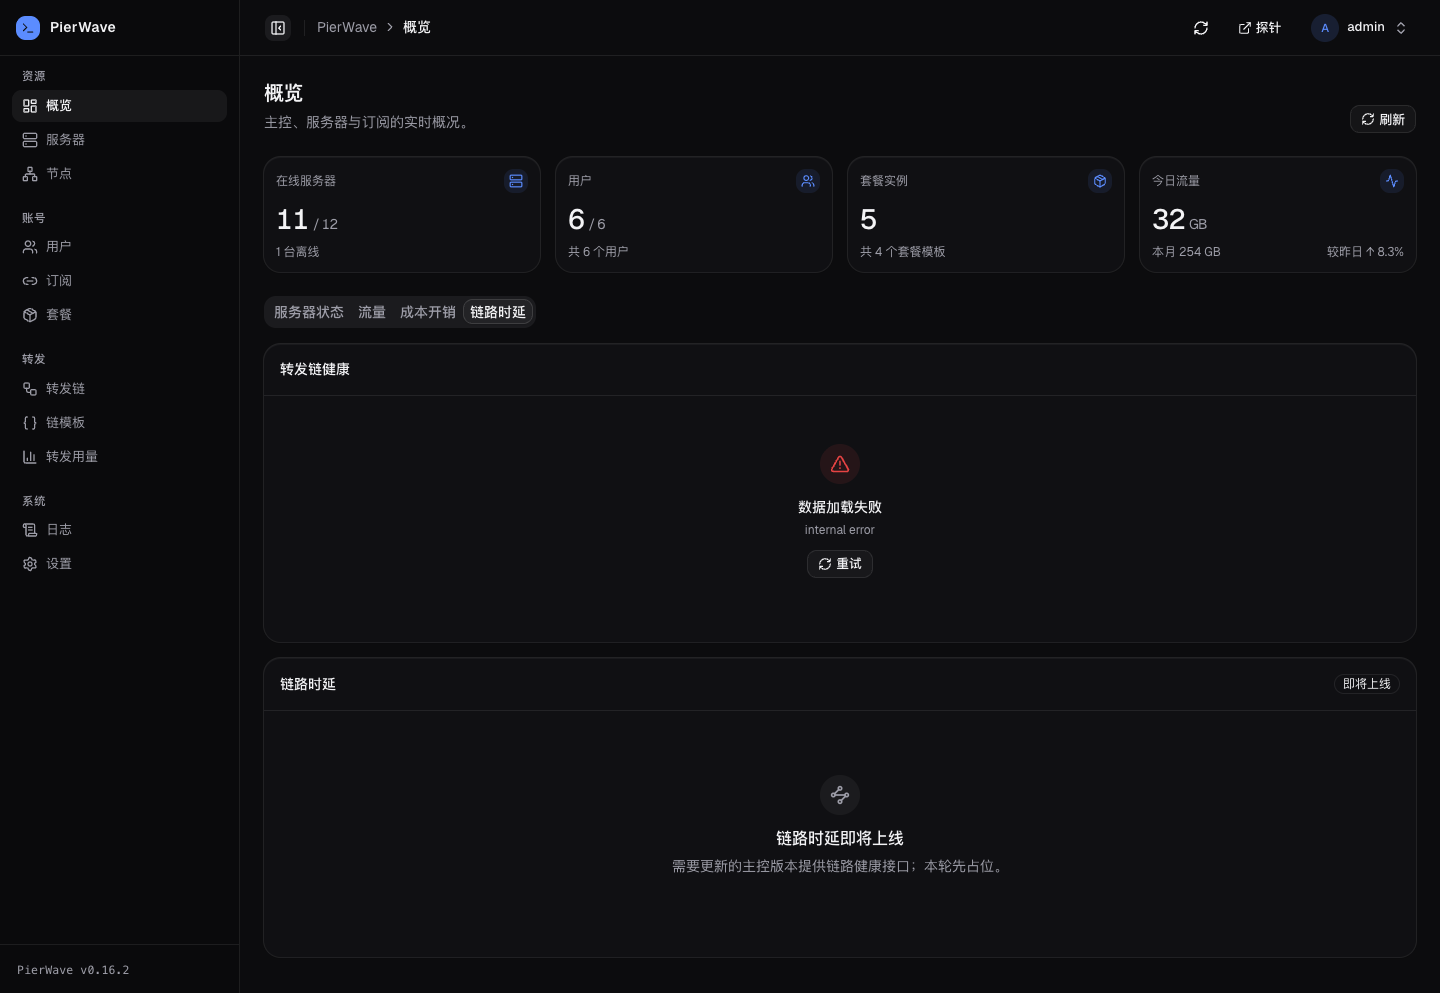 PierWave
资源
概览
服务器
节点
账号
用户
订阅
套餐
转发
转发链
链模板
转发用量
系统
日志
设置
PierWave v0.16.2
PierWave > 概览
探针
A admin
概览
主控、服务器与订阅的实时概况。
刷新
在线服务器
11 / 12
1 台离线
用户
6 / 6
共 6 个用户
套餐实例
5
共 4 个套餐模板
今日流量
32 GB
本月 254 GB 较昨日 ↑ 8.3%
服务器状态 流量 成本开销 链路时延
转发链健康
数据加载失败
internal error
重试
链路时延
即将上线
链路时延即将上线
需要更新的主控版本提供链路健康接口；本轮先占位。